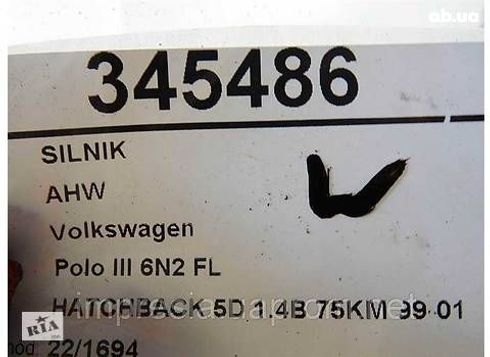 ab.ua
345486
SILNIK
AHW
Volkswagen
Polo III 6N2 FL
HATCHBACK 5D 1.4B 75KM 99-01
RIA
22/1694